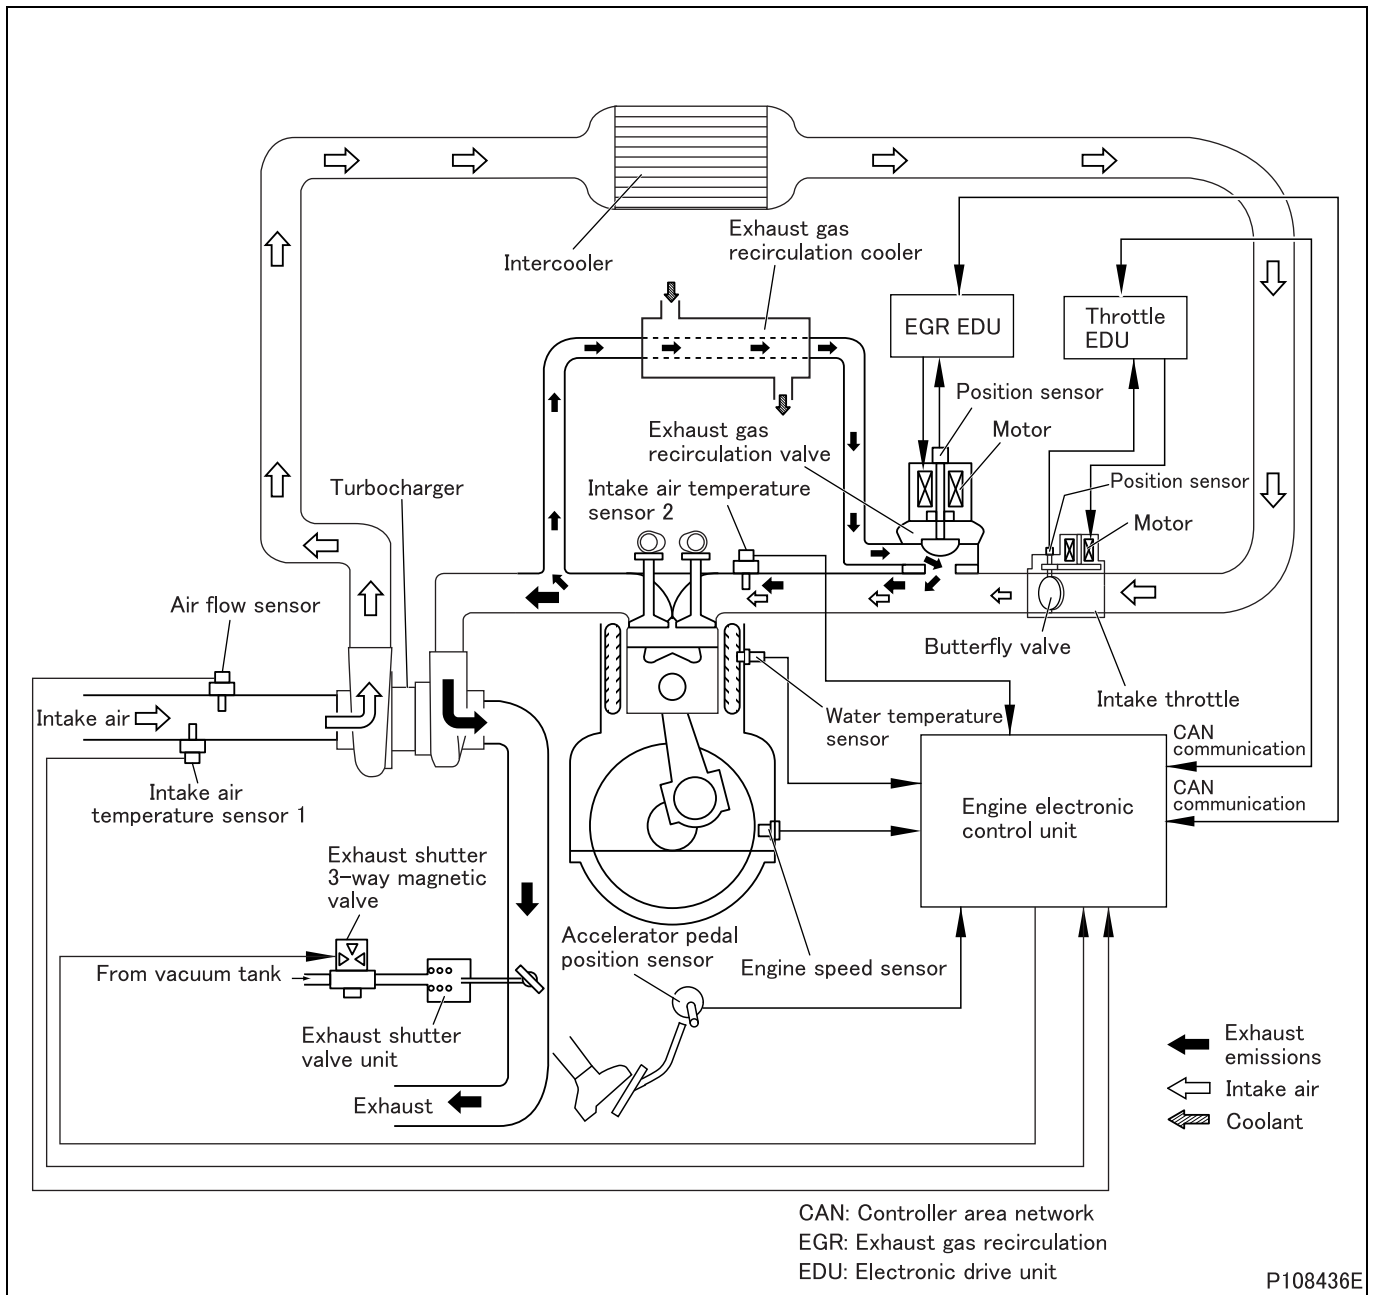 Exhaust gas
recirculation cooler
Intercooler
EGR EDU
Throttle
EDU
Position sensor
Motor
Exhaust gas
recirculation valve
Intake air temperature
sensor 2
Turbocharger
Position sensor
Motor
Air flow sensor
Butterfly valve
Intake throttle
Intake air
Water temperature
sensor
CAN
communication
CAN
communication
Intake air
temperature sensor 1
Engine electronic
control unit
Exhaust shutter
3-way magnetic
valve
From vacuum tank
Accelerator pedal
position sensor
Engine speed sensor
Exhaust shutter
valve unit
Exhaust
Exhaust
emissions
Intake air
Coolant
CAN: Controller area network
EGR: Exhaust gas recirculation
EDU: Electronic drive unit
P108436E